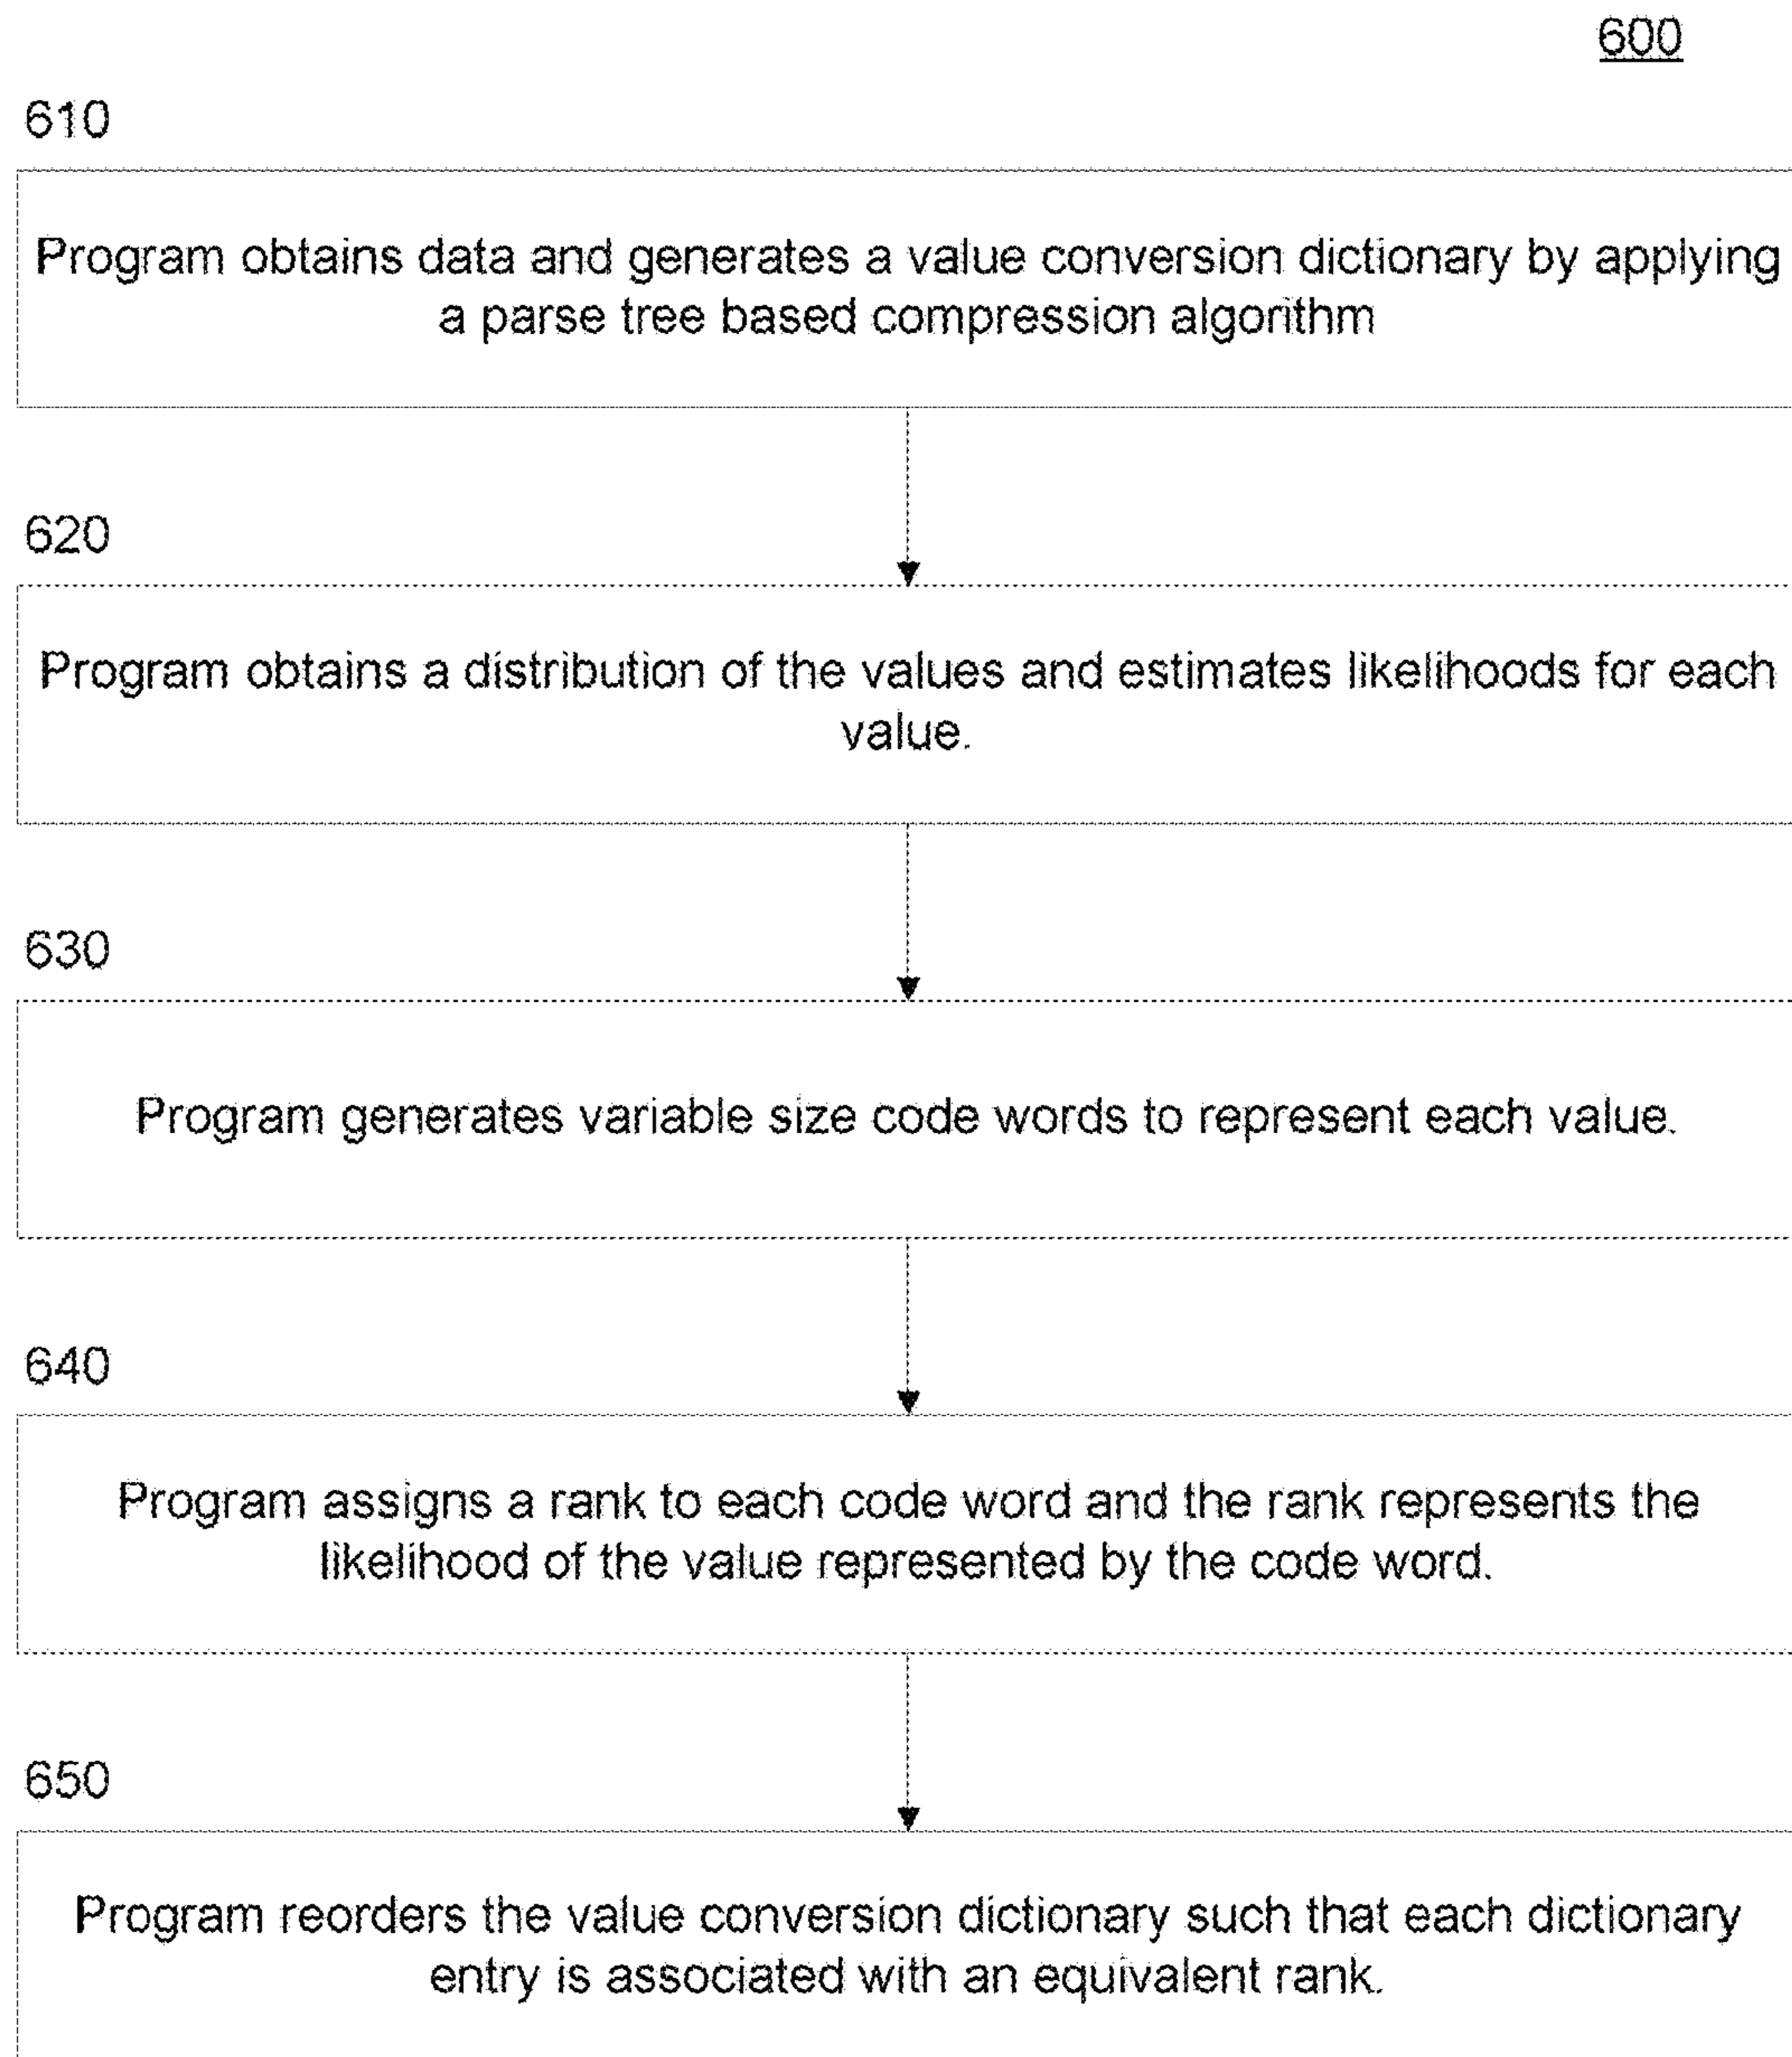 600
610
Program obtains data and generates a value conversion dictionary by applying
a parse tree based compression algorithm
620
Program obtains a distribution of the values and estimates likelihoods for each
value.
630
Program generates variable size code words to represent each value.
640
Program assigns a rank to each code word and the rank represents the
likelihood of the value represented by the code word.
650
Program reorders the value conversion dictionary such that each dictionary
entry is associated with an equivalent rank.